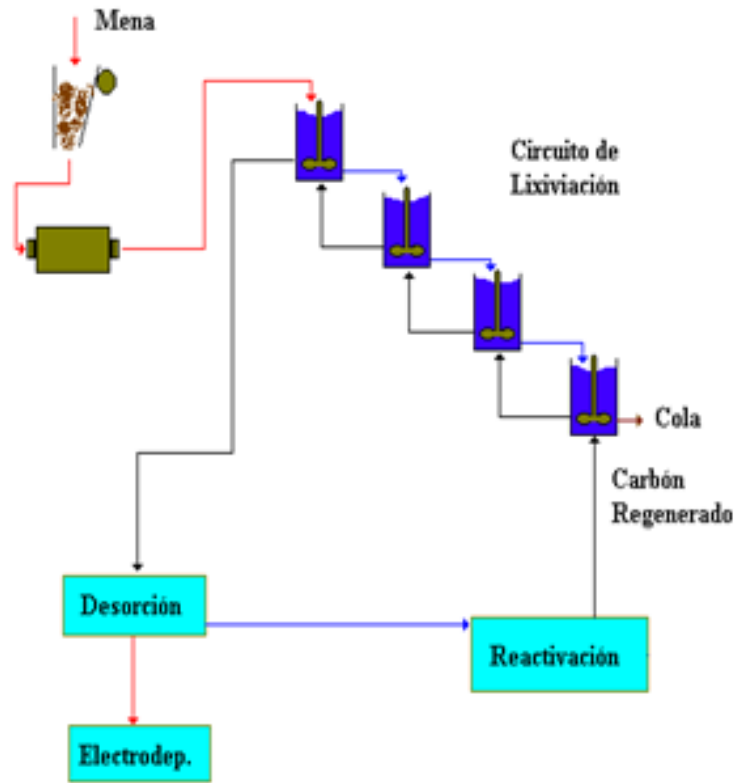 Mena
Circuito de
Lixiviación
Cola
Carbón
Regenerado
Desorción
Reactivación
Electrodep.